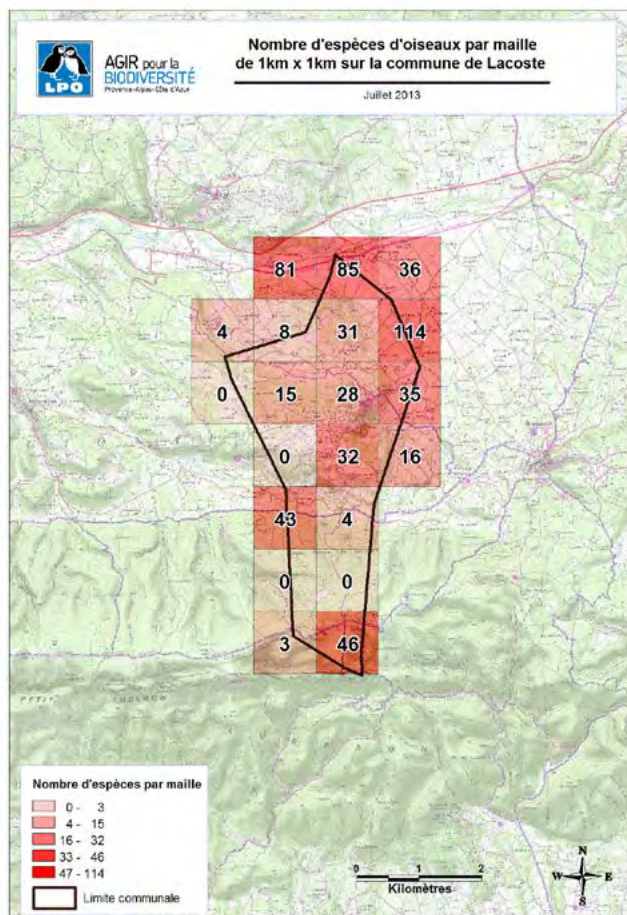 LPO
AGIR pour la
BIODIVERSITÉ
Provence-Alpes-Côte d'Azur
Nombre d'espèces d'oiseaux par maille
de 1km x 1km sur la commune de Lacoste
Juillet 2013
81 85 36
4 8 31 114
0 15 28 35
0 32 16
43 4
0 0
3 46
PETIT LUBERON
Nombre d'espèces par maille
0 - 3
4 - 15
16 - 32
33 - 46
47 - 114
Limite communale
0 1 2
Kilomètres
N
W E
S